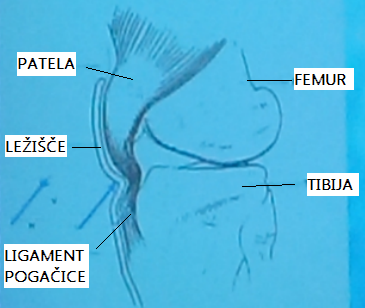 PATELA
FEMUR
LEŽIŠČE
TIBIJA
LIGAMENT
POGAČICE